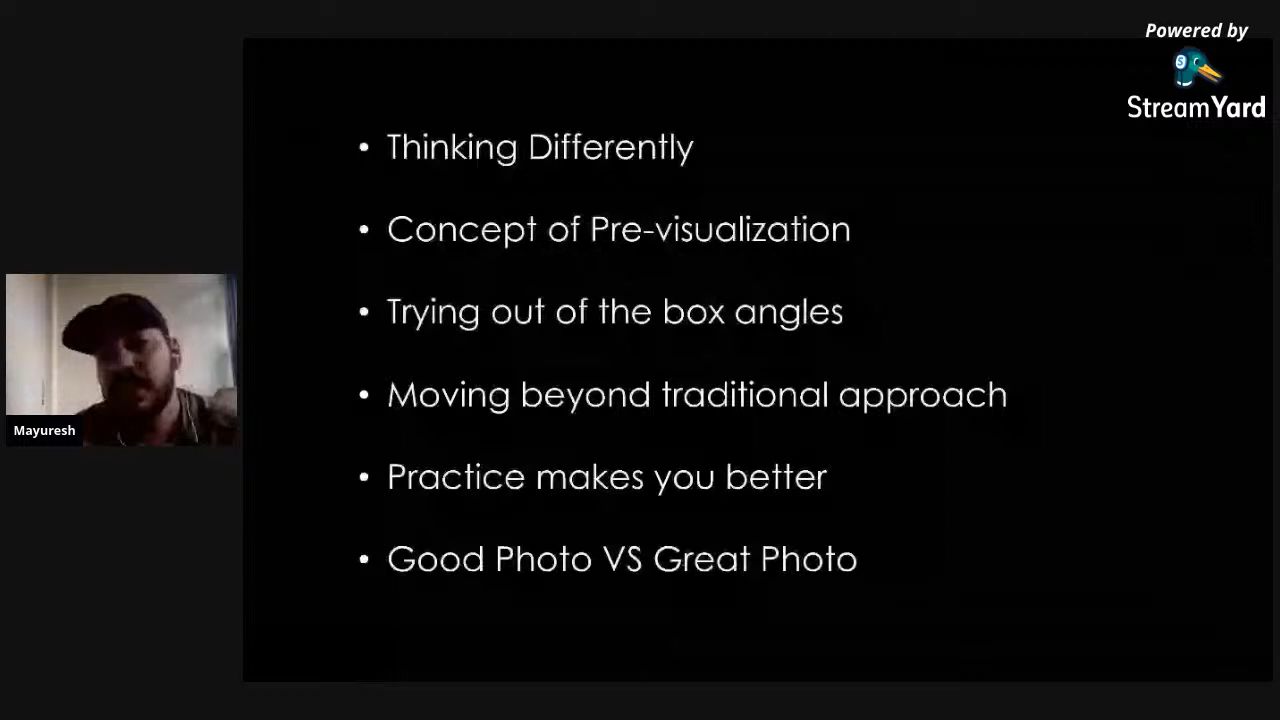 Powered by
StreamYard
• Thinking Differently
• Concept of Pre-visualization
• Trying out of the box angles
• Moving beyond traditional approach
• Practice makes you better
• Good Photo VS Great Photo
Mayuresh